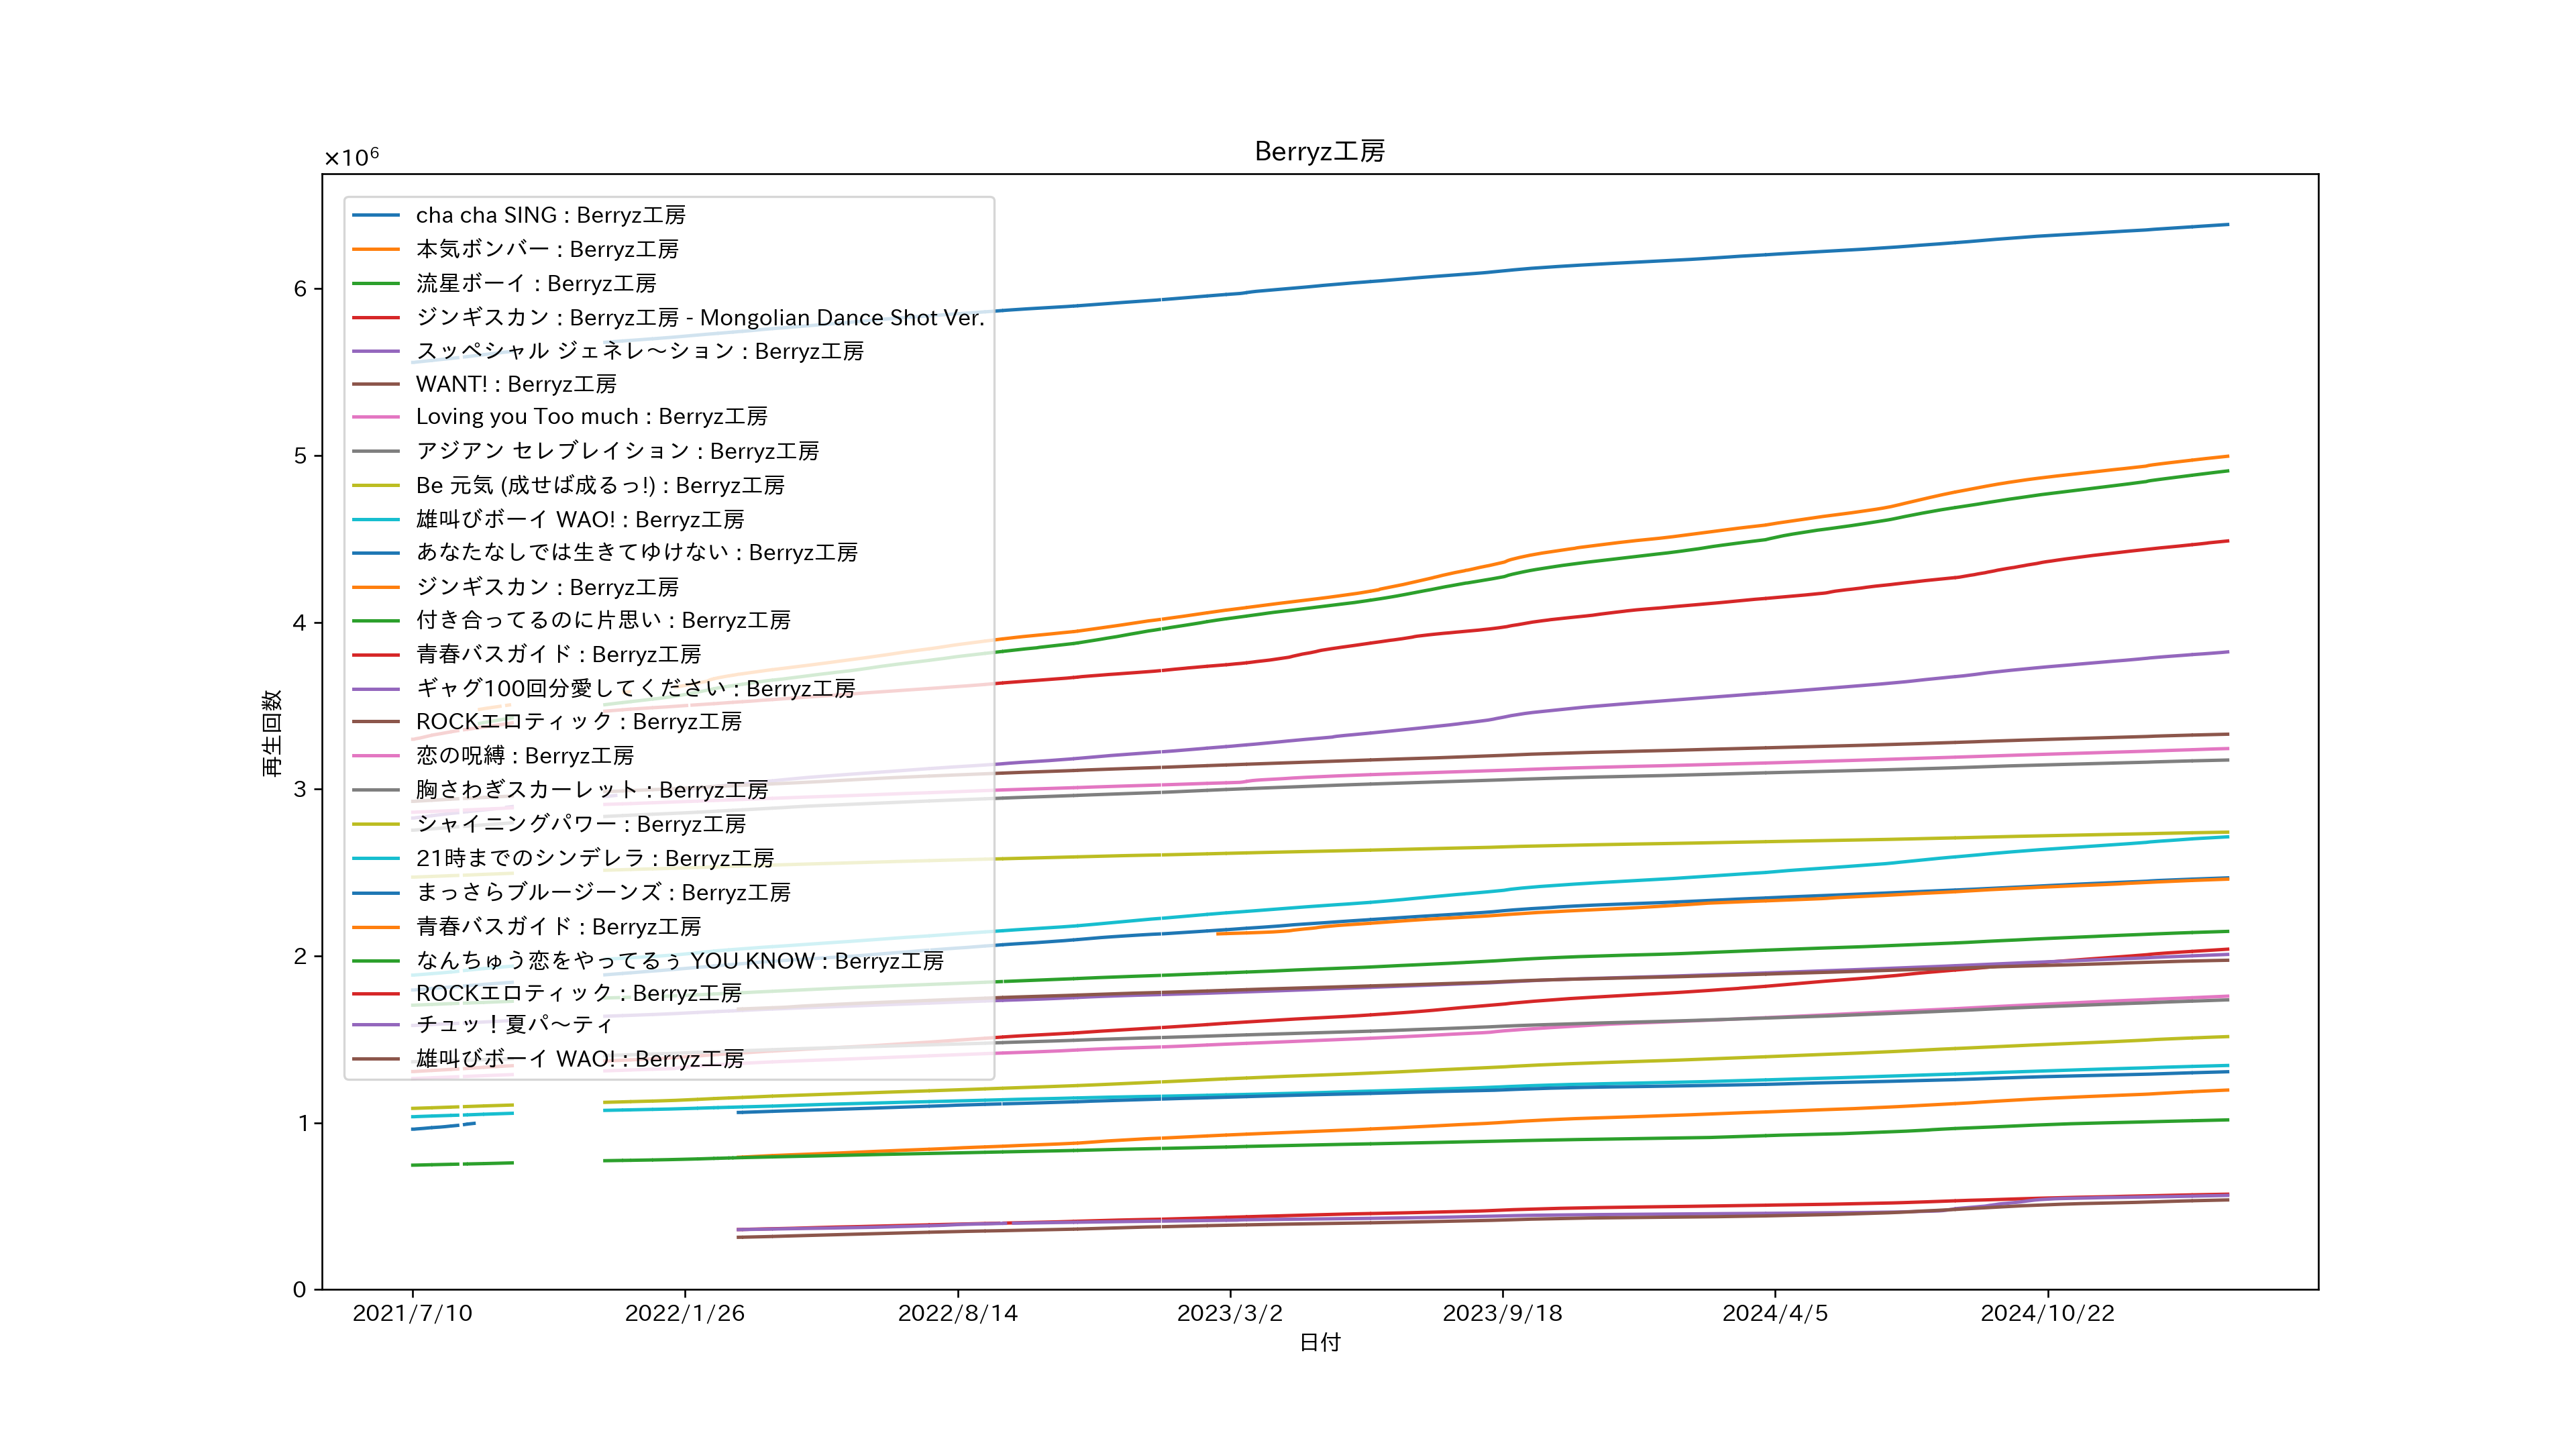 Berryz工房
×10⁶
cha cha SING : Berryz工房
本気ボンバー : Berryz工房
流星ボーイ : Berryz工房
ジンギスカン : Berryz工房 - Mongolian Dance Shot Ver.
スッペシャル ジェネレ～ション : Berryz工房
WANT! : Berryz工房
Loving you Too much : Berryz工房
アジアン セレブレイション : Berryz工房
Be 元気 (成せば成るっ!) : Berryz工房
雄叫びボーイ WAO! : Berryz工房
あなたなしでは生きてゆけない : Berryz工房
ジンギスカン : Berryz工房
付き合ってるのに片思い : Berryz工房
青春バスガイド : Berryz工房
ギャグ100回分愛してください : Berryz工房
ROCKエロティック : Berryz工房
恋の呪縛 : Berryz工房
胸さわぎスカーレット : Berryz工房
シャイニングパワー : Berryz工房
21時までのシンデレラ : Berryz工房
まっさらブルージーンズ : Berryz工房
青春バスガイド : Berryz工房
なんちゅう恋をやってるぅ YOU KNOW : Berryz工房
ROCKエロティック : Berryz工房
チュッ！夏パ～ティ
雄叫びボーイ WAO! : Berryz工房
6
5
4
3
2
1
0
再生回数
2021/7/10 2022/1/26 2022/8/14 2023/3/2 2023/9/18 2024/4/5 2024/10/22
日付